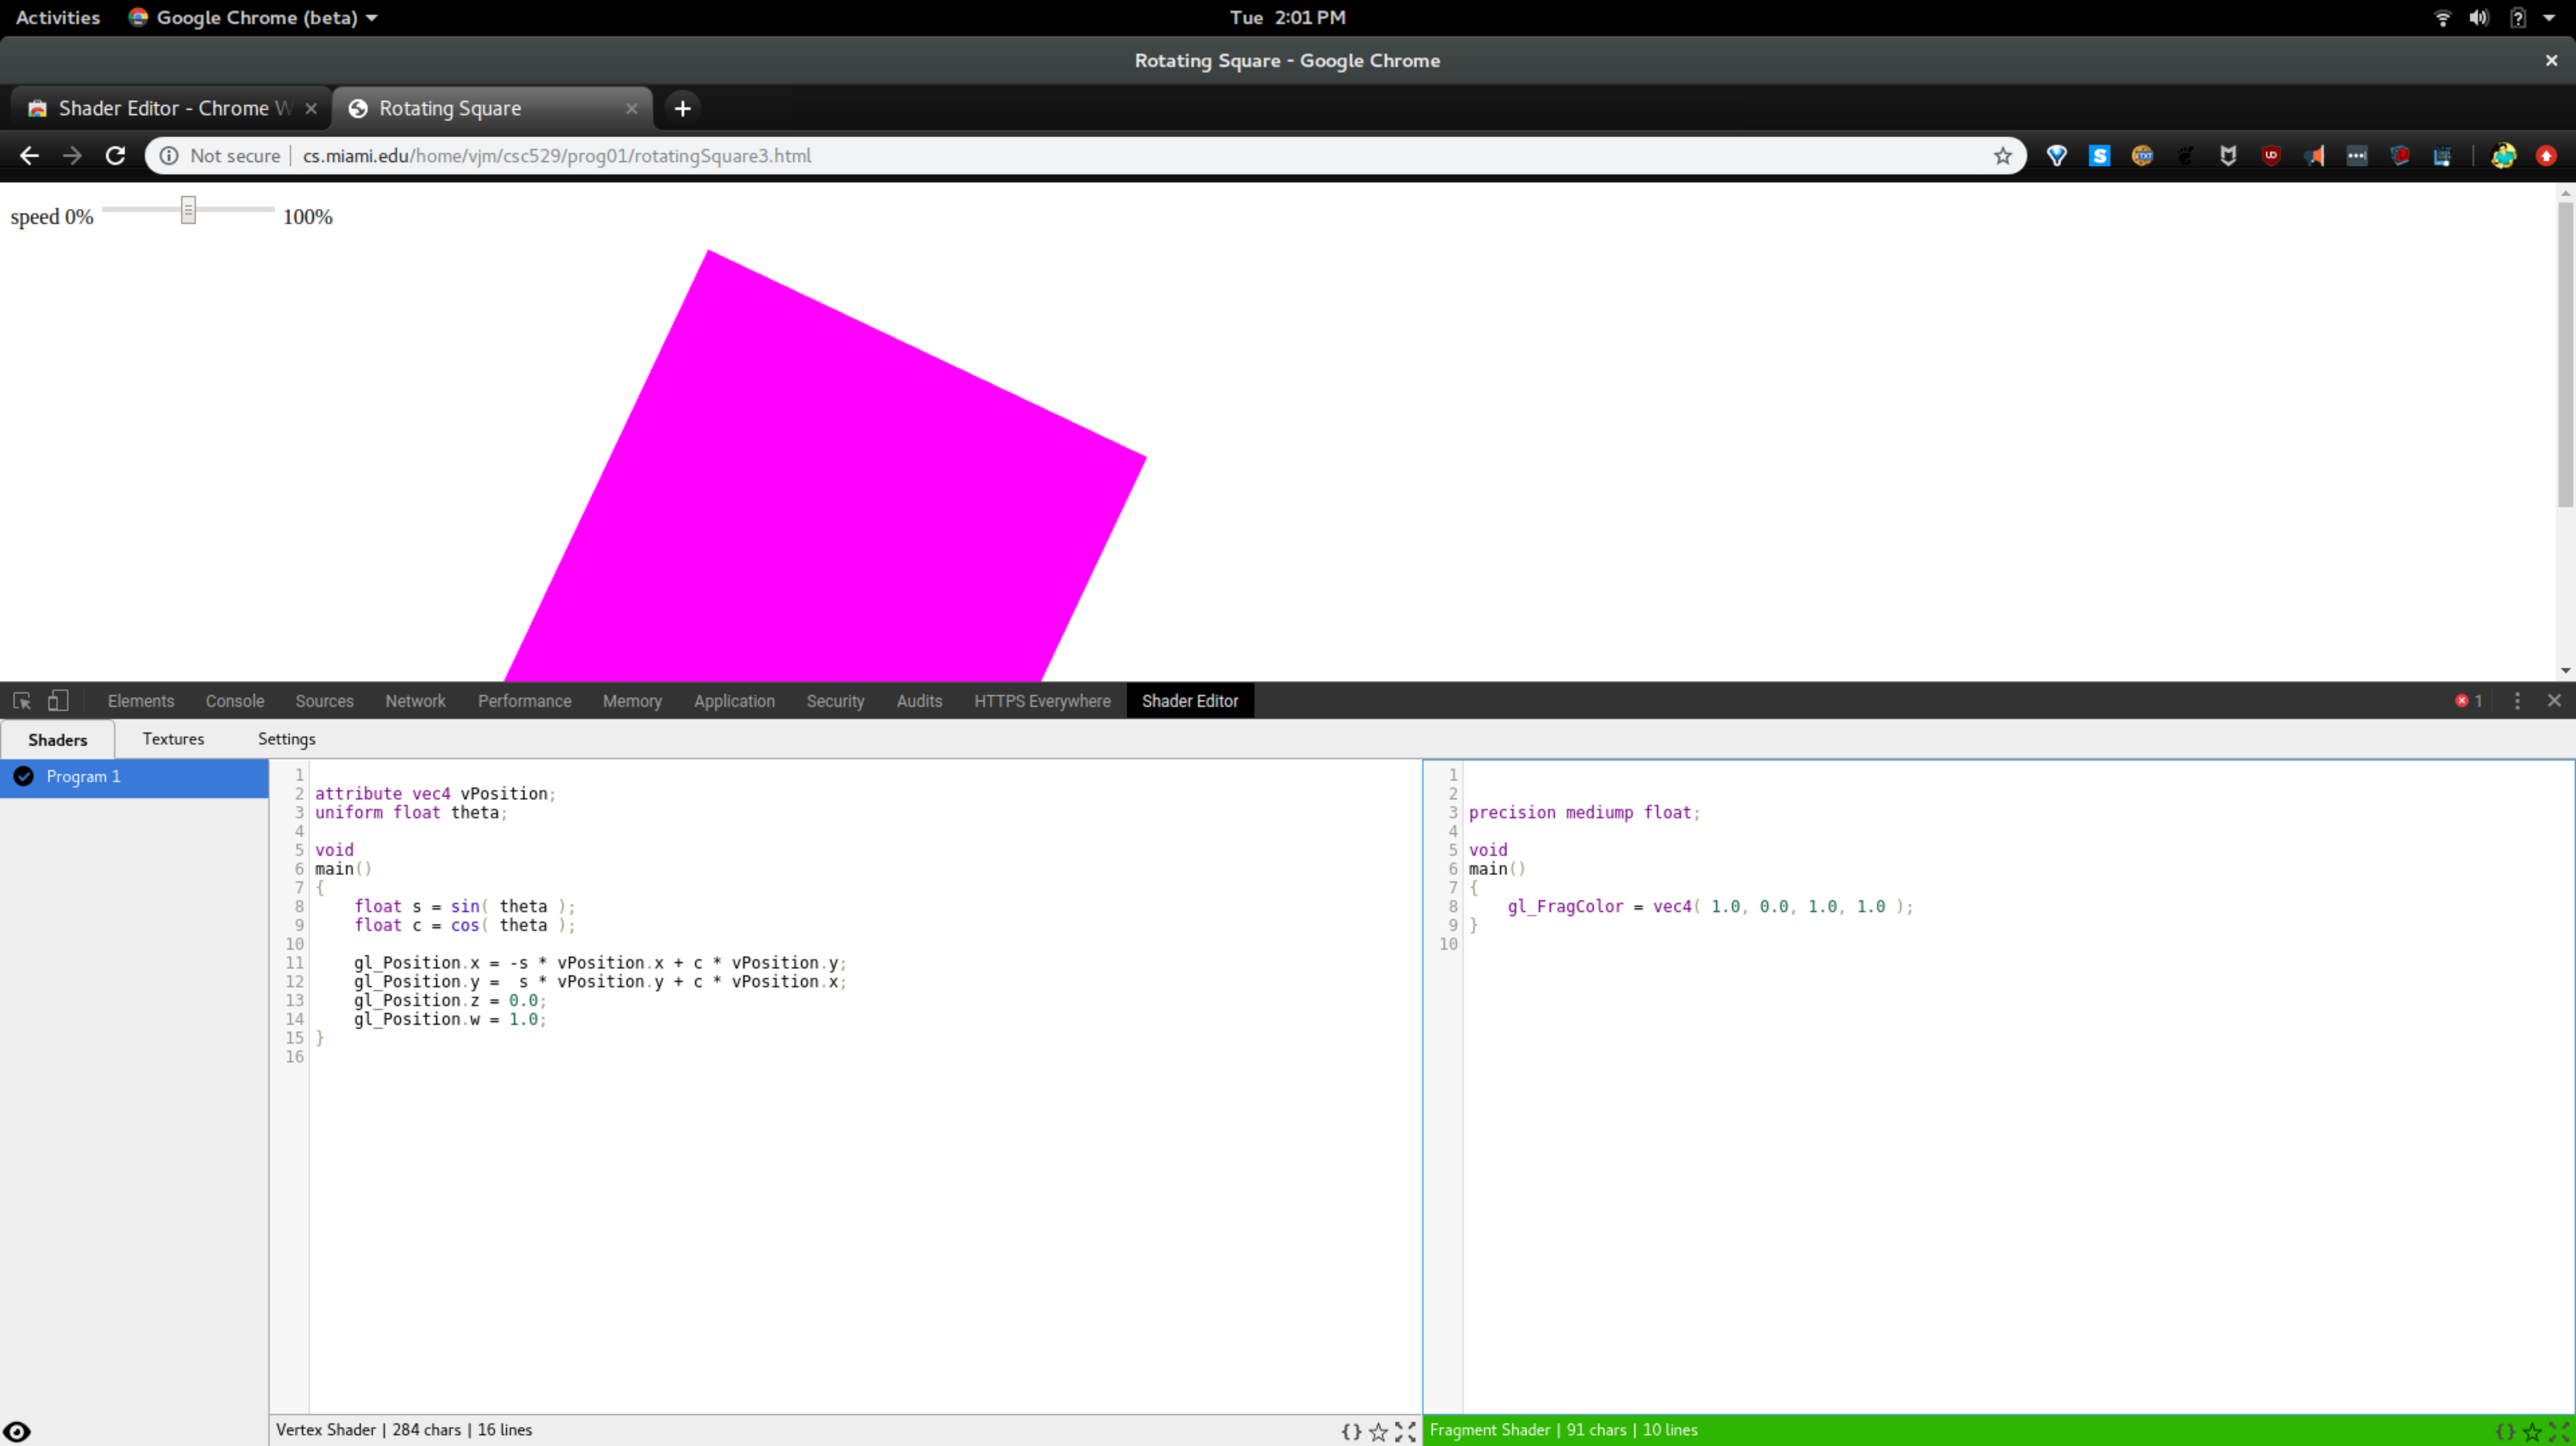 Activities Google Chrome (beta) Tue 2:01 PM
Rotating Square - Google Chrome
Shader Editor - Chrome W Rotating Square
Not secure cs.miami.edu/home/vjm/csc529/prog01/rotatingSquare3.html
speed 0% 100%
Elements Console Sources Network Performance Memory Application Security Audits HTTPS Everywhere Shader Editor 1
Shaders Textures Settings
Program 1
1
2 attribute vec4 vPosition;
3 uniform float theta;
4
5 void
6 main()
7 {
8 float s = sin( theta );
9 float c = cos( theta );
10
11 gl_Position.x = -s * vPosition.x + c * vPosition.y;
12 gl_Position.y =  s * vPosition.y + c * vPosition.x;
13 gl_Position.z = 0.0;
14 gl_Position.w = 1.0;
15 }
16
Vertex Shader | 284 chars | 16 lines
1
2
3 precision mediump float;
4
5 void
6 main()
7 {
8 gl_FragColor = vec4( 1.0, 0.0, 1.0, 1.0 );
9 }
10
Fragment Shader | 91 chars | 10 lines